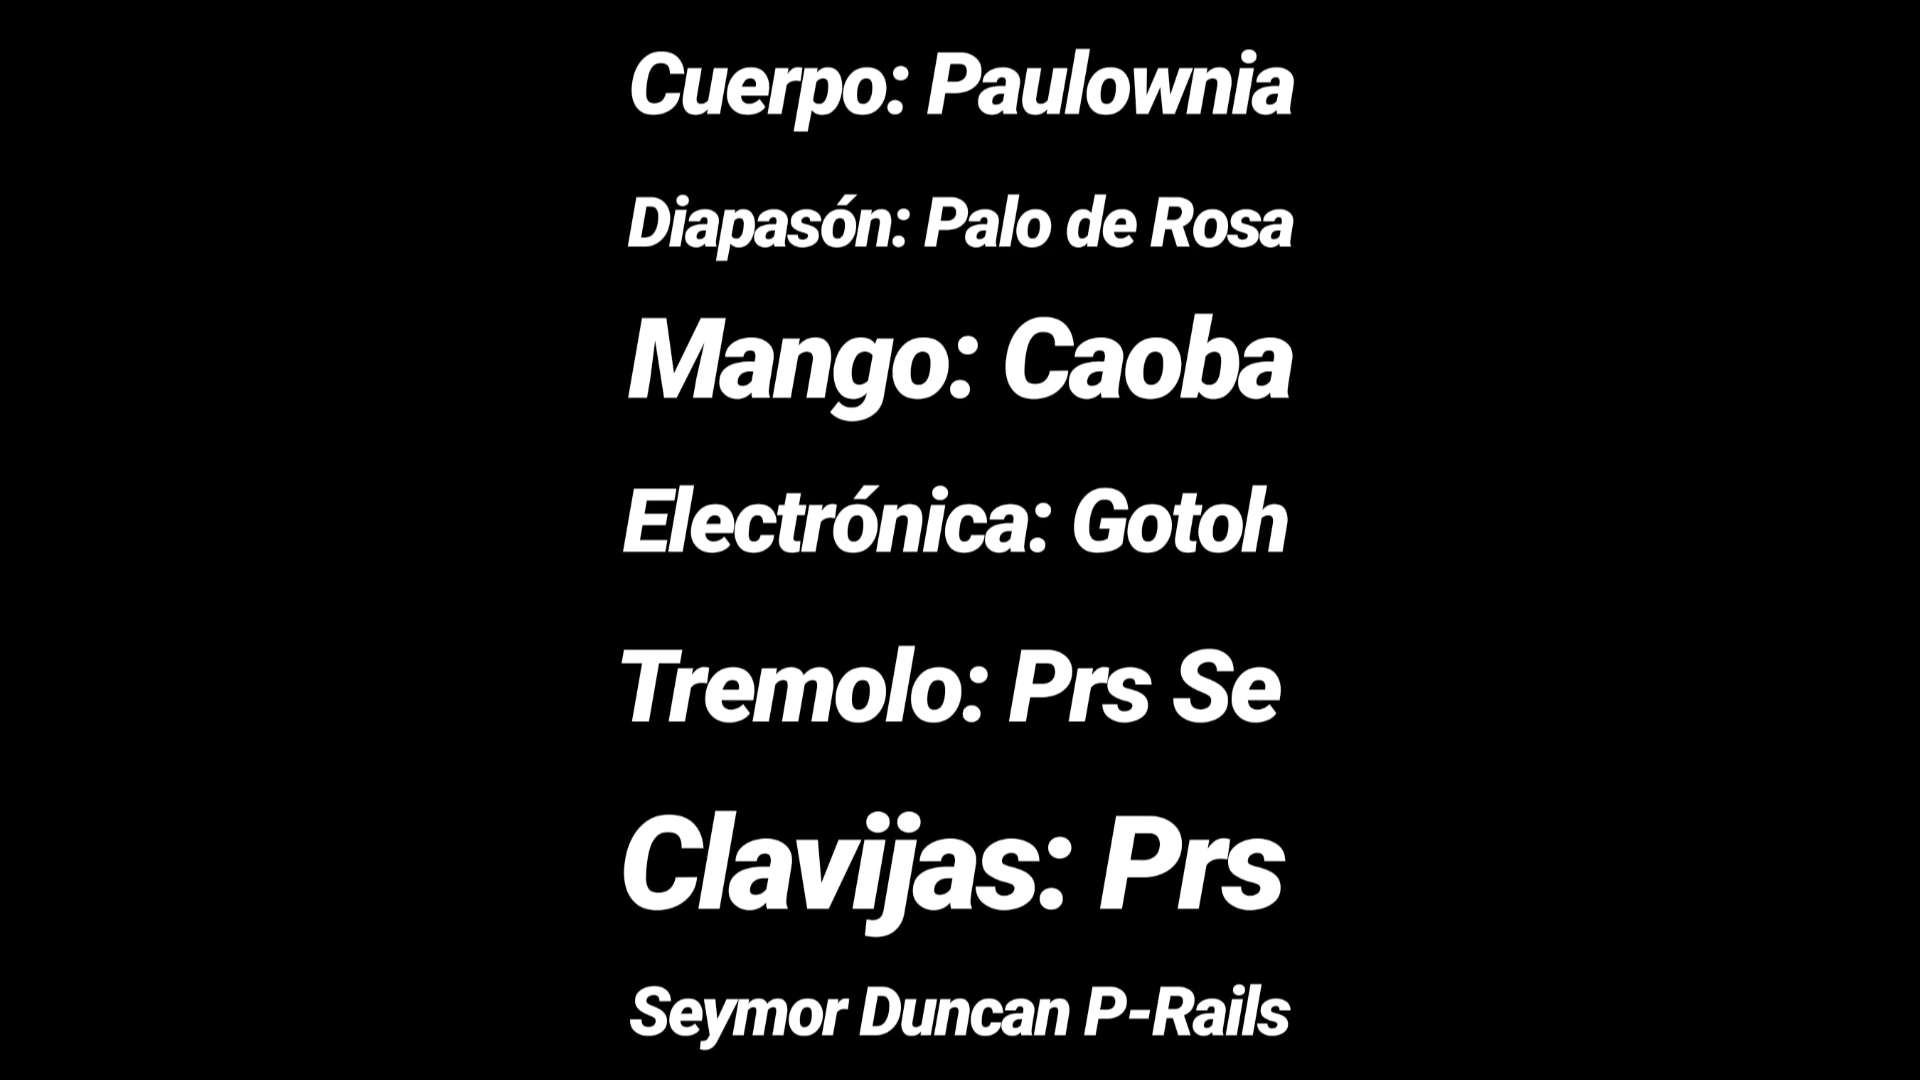 Cuerpo: Paulownia
Diapasón: Palo de Rosa
Mango: Caoba
Electrónica: Gotoh
Tremolo: Prs Se
Clavijas: Prs
Seymor Duncan P-Rails